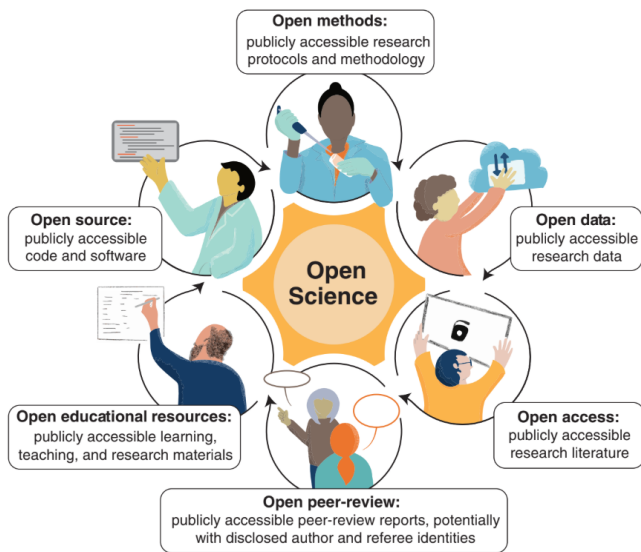 Open methods:
publicly accessible research
protocols and methodology
Open source:
publicly accessible
code and software
Open data:
publicly accessible
research data
Open
Science
Open educational resources:
publicly accessible learning,
teaching, and research materials
Open access:
publicly accessible
research literature
Open peer-review:
publicly accessible peer-review reports, potentially
with disclosed author and referee identities